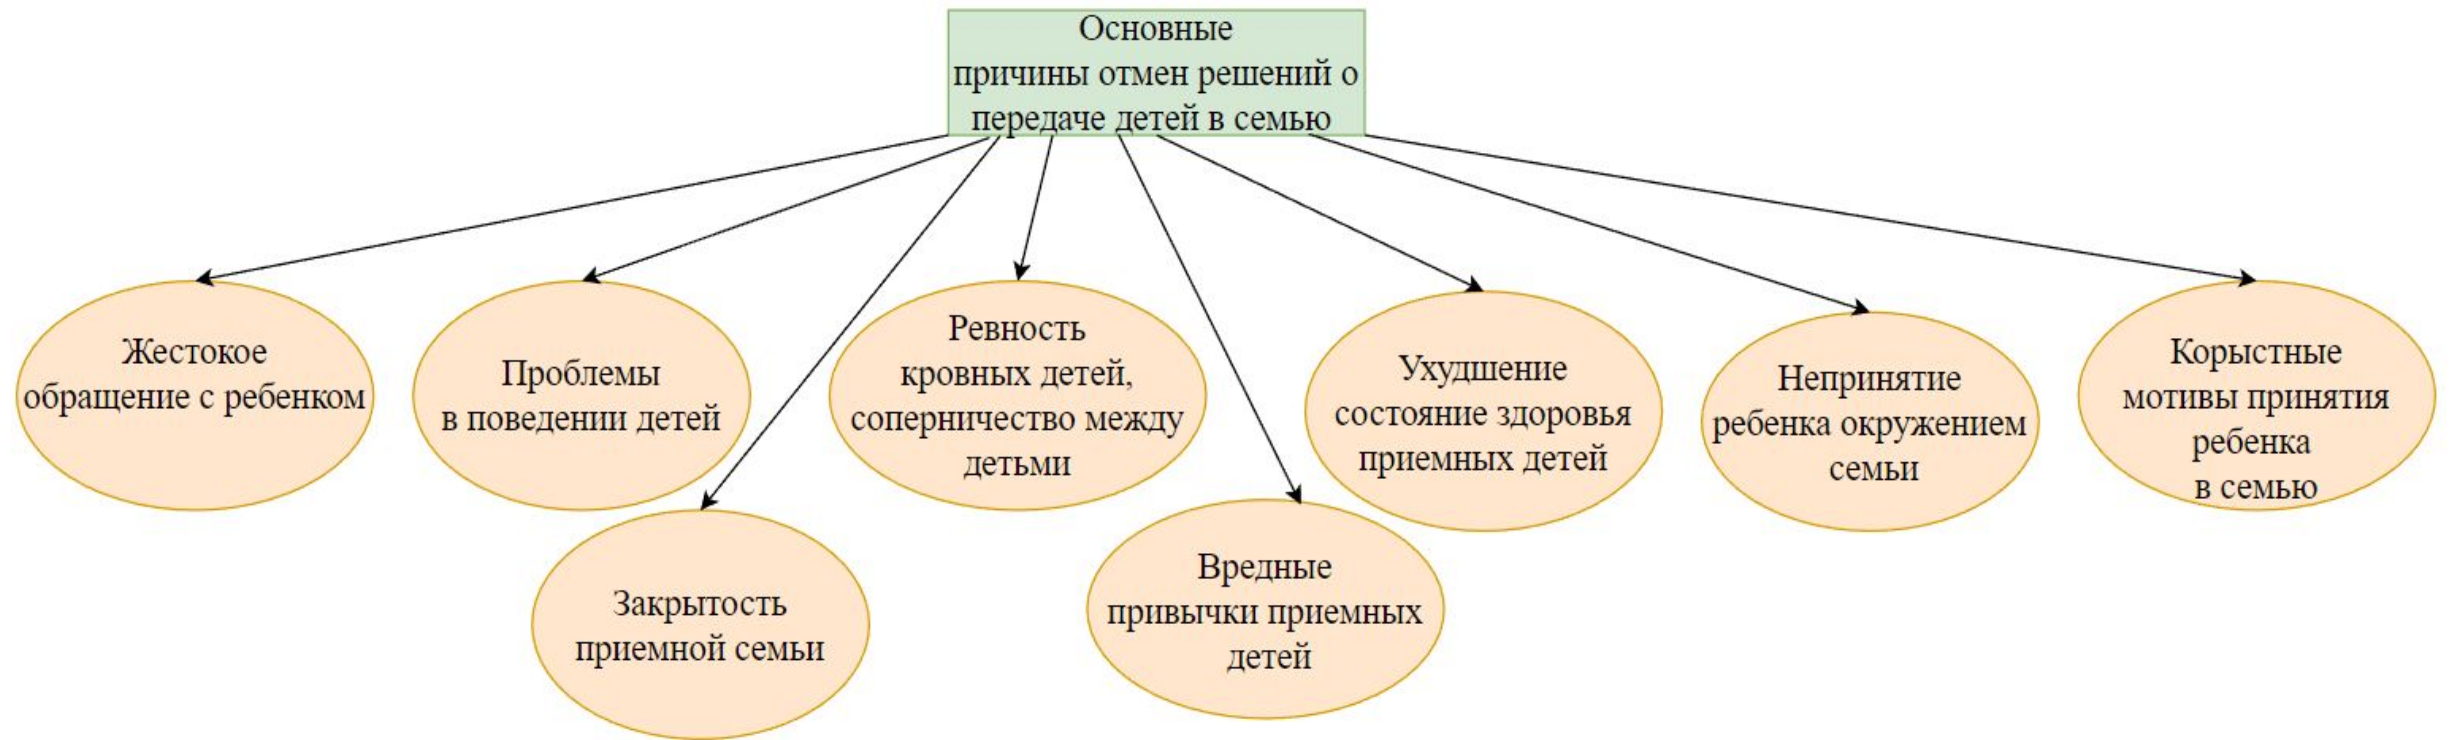 Основные
причины отмен решений о
передаче детей в семью
Жестокое
обращение с ребенком
Проблемы
в поведении детей
Закрытость
приемной семьи
Ревность
кровных детей,
соперничество между
детьми
Вредные
привычки приемных
детей
Ухудшение
состояние здоровья
приемных детей
Непринятие
ребенка окружением
семьи
Корыстные
мотивы принятия
ребенка
в семью